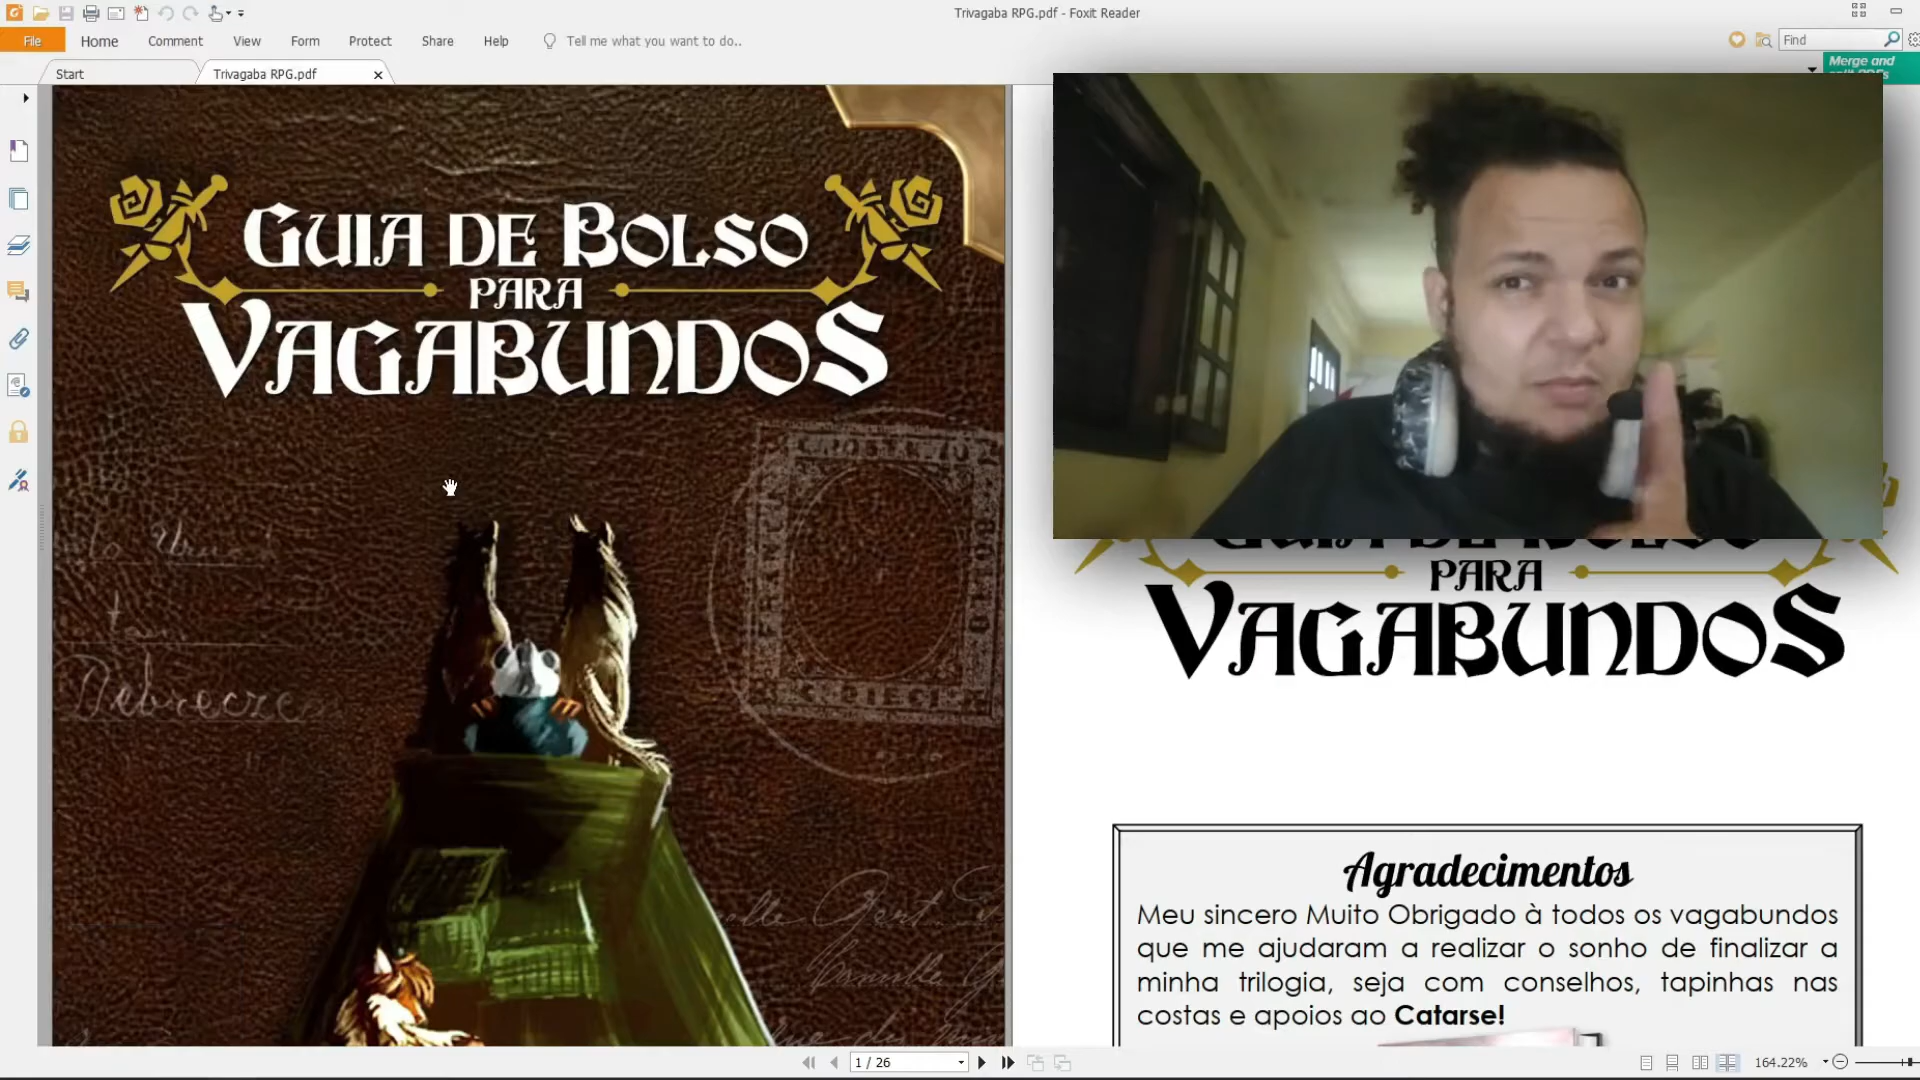 Trivagaba RPG.pdf - Foxit Reader
File Home Comment View Form Protect Share Help Tell me what you want to do.. Find
Merge and
Start Trivagaba RPG.pdf
GUIA DE BOLSO
PARA
VAGABUNDOS
PARA
VAGABUNDOS
Agradecimentos
Meu sincero Muito Obrigado à todos os vagabundos
que me ajudaram a realizar o sonho de finalizar a
minha trilogia, seja com conselhos, tapinhas nas
costas e apoios ao Catarse!
1 / 26
164.22%